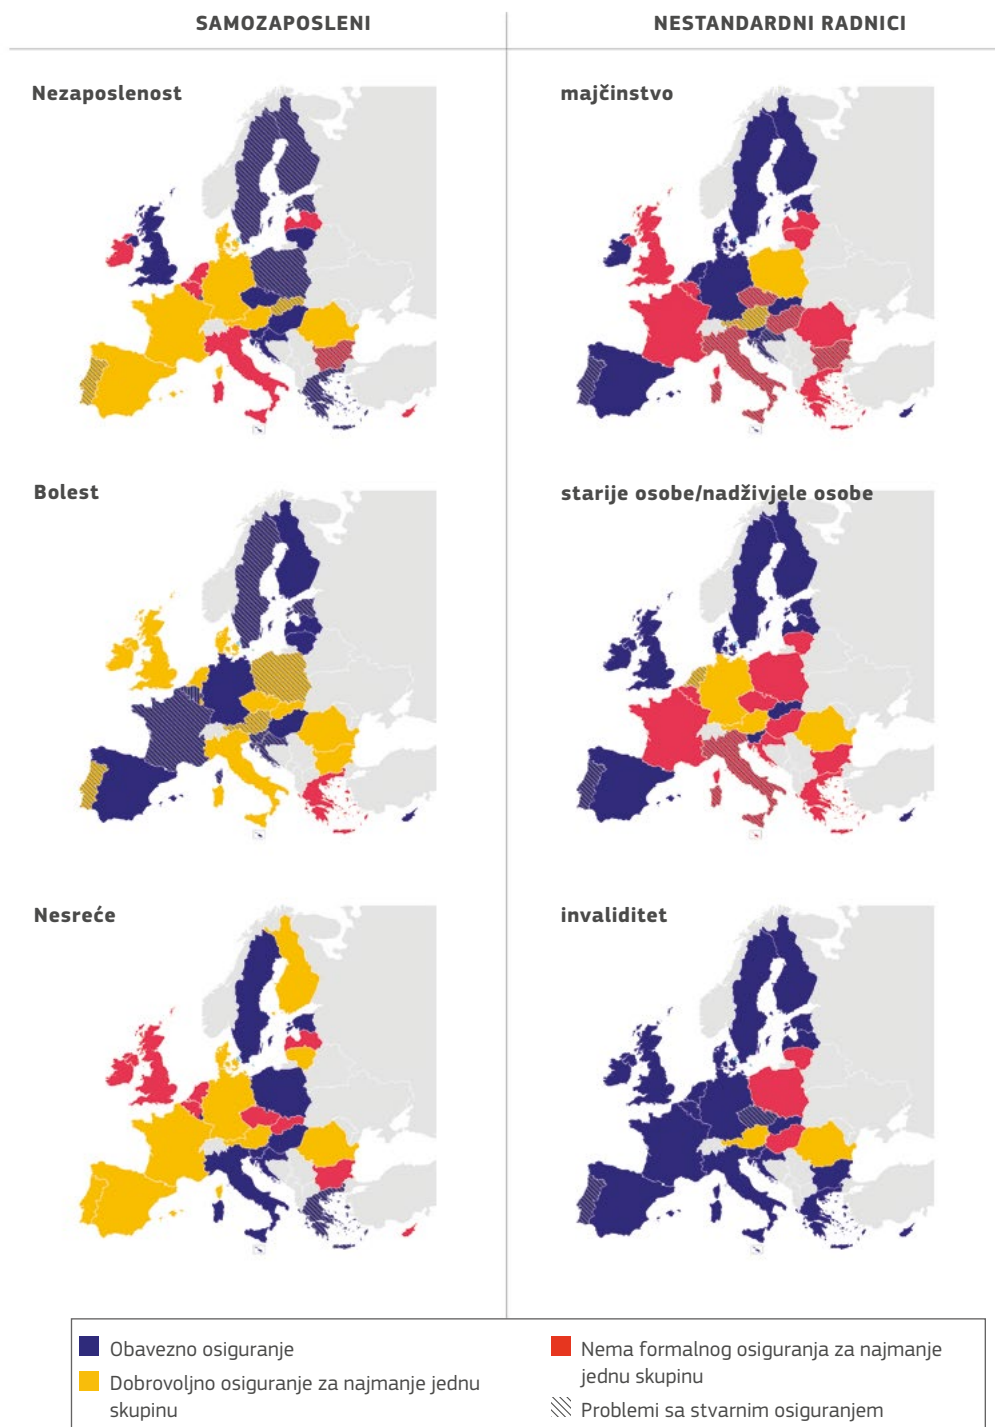 SAMOZAPOSLENI
NESTANDARDNI RADNICI
Nezaposlenost
majčinstvo
Bolest
starije osobe/nadživjele osobe
Nesreće
invaliditet
Obavezno osiguranje
Dobrovoljno osiguranje za najmanje jednu
skupinu
Nema formalnog osiguranja za najmanje
jednu skupinu
Problemi sa stvarnim osiguranjem